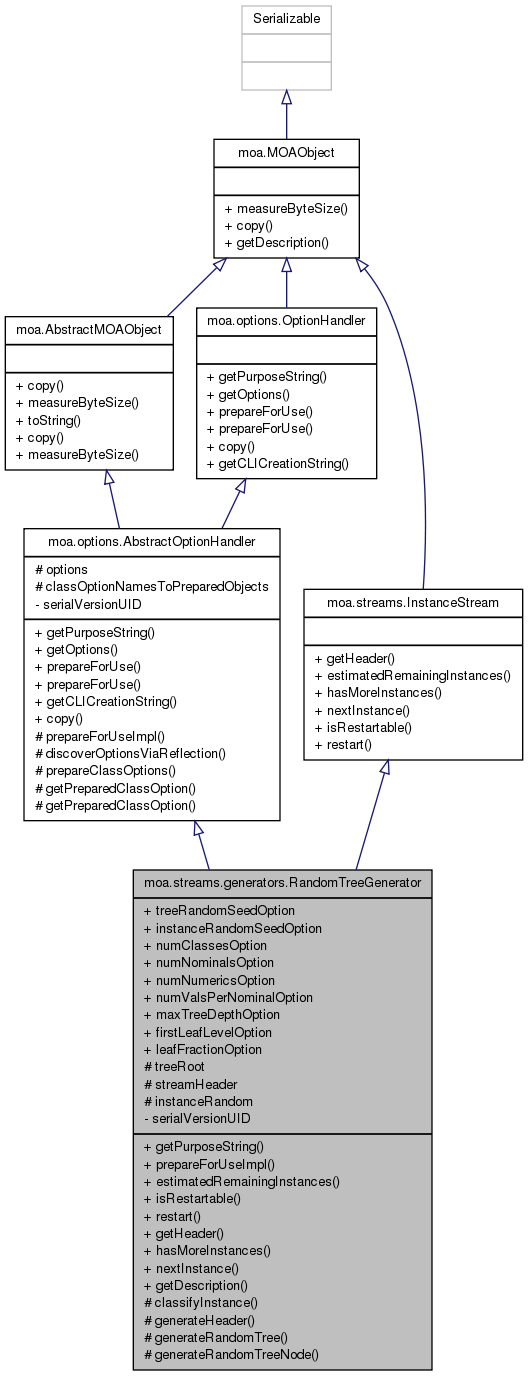 Serializable
moa.MOAObject
+ measureByteSize()
+ copy()
+ getDescription()
moa.AbstractMOAObject
+ copy()
+ measureByteSize()
+ toString()
+ copy()
+ measureByteSize()
moa.options.OptionHandler
+ getPurposeString()
+ getOptions()
+ prepareForUse()
+ prepareForUse()
+ copy()
+ getCLICreationString()
moa.options.AbstractOptionHandler
# options
# classOptionNamesToPreparedObjects
- serialVersionUID
+ getPurposeString()
+ getOptions()
+ prepareForUse()
+ prepareForUse()
+ getCLICreationString()
+ copy()
# prepareForUseImpl()
# discoverOptionsViaReflection()
# prepareClassOptions()
# getPreparedClassOption()
# getPreparedClassOption()
moa.streams.InstanceStream
+ getHeader()
+ estimatedRemainingInstances()
+ hasMoreInstances()
+ nextInstance()
+ isRestartable()
+ restart()
moa.streams.generators.RandomTreeGenerator
+ treeRandomSeedOption
+ instanceRandomSeedOption
+ numClassesOption
+ numNominalsOption
+ numNumericsOption
+ numValsPerNominalOption
+ maxTreeDepthOption
+ firstLeafLevelOption
+ leafFractionOption
# treeRoot
# streamHeader
# instanceRandom
- serialVersionUID
+ getPurposeString()
+ prepareForUseImpl()
+ estimatedRemainingInstances()
+ isRestartable()
+ restart()
+ getHeader()
+ hasMoreInstances()
+ nextInstance()
+ getDescription()
# classifyInstance()
# generateHeader()
# generateRandomTree()
# generateRandomTreeNode()